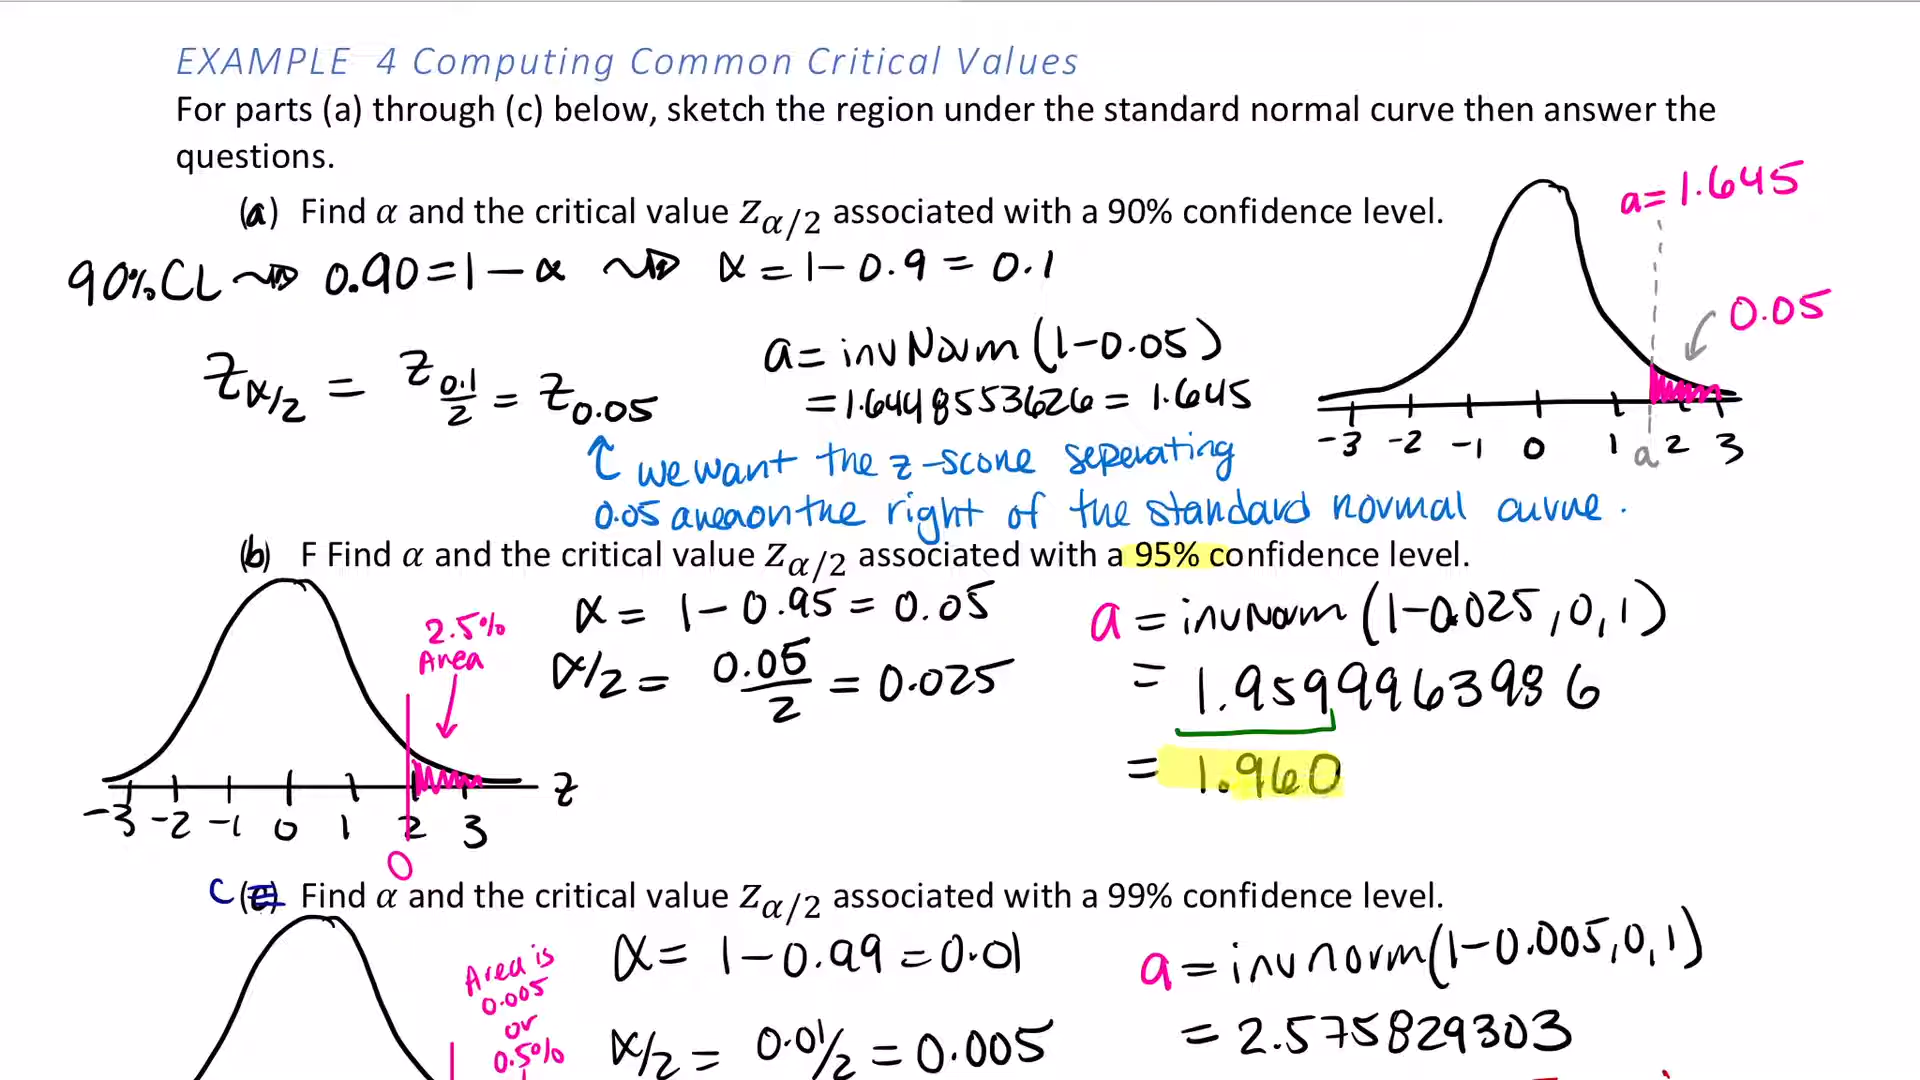 EXAMPLE 4 Computing Common Critical Values
For parts (a) through (c) below, sketch the region under the standard normal curve then answer the
questions.
(a) Find α and the critical value Zα/2 associated with a 90% confidence level.
90% CL ⇝ 0.90 = 1 − α ⇝ α = 1 − 0.9 = 0.1
Zα/2 = Z0.1/2 = Z0.05
a = invNorm(1-0.05)
= 1.6448553626 = 1.645
a = 1.645
0.05
-3 -2 -1 0 1 a 2 3
↑ we want the z-score seperating
0.05 area on the right of the standard normal curve.
(b) F Find α and the critical value Zα/2 associated with a 95% confidence level.
2.5%
Area
-3 -2 -1 0 1 2 3
Z
α = 1 − 0.95 = 0.05
α/2 = 0.05/2 = 0.025
a = invNorm(1-0.025,0,1)
= 1.959963986
= 1.960
C (c) Find α and the critical value Zα/2 associated with a 99% confidence level.
Area is
0.005
or
0.5%
α = 1 − 0.99 = 0.01
α/2 = 0.01/2 = 0.005
a = invnorm(1-0.005,0,1)
= 2.575829303